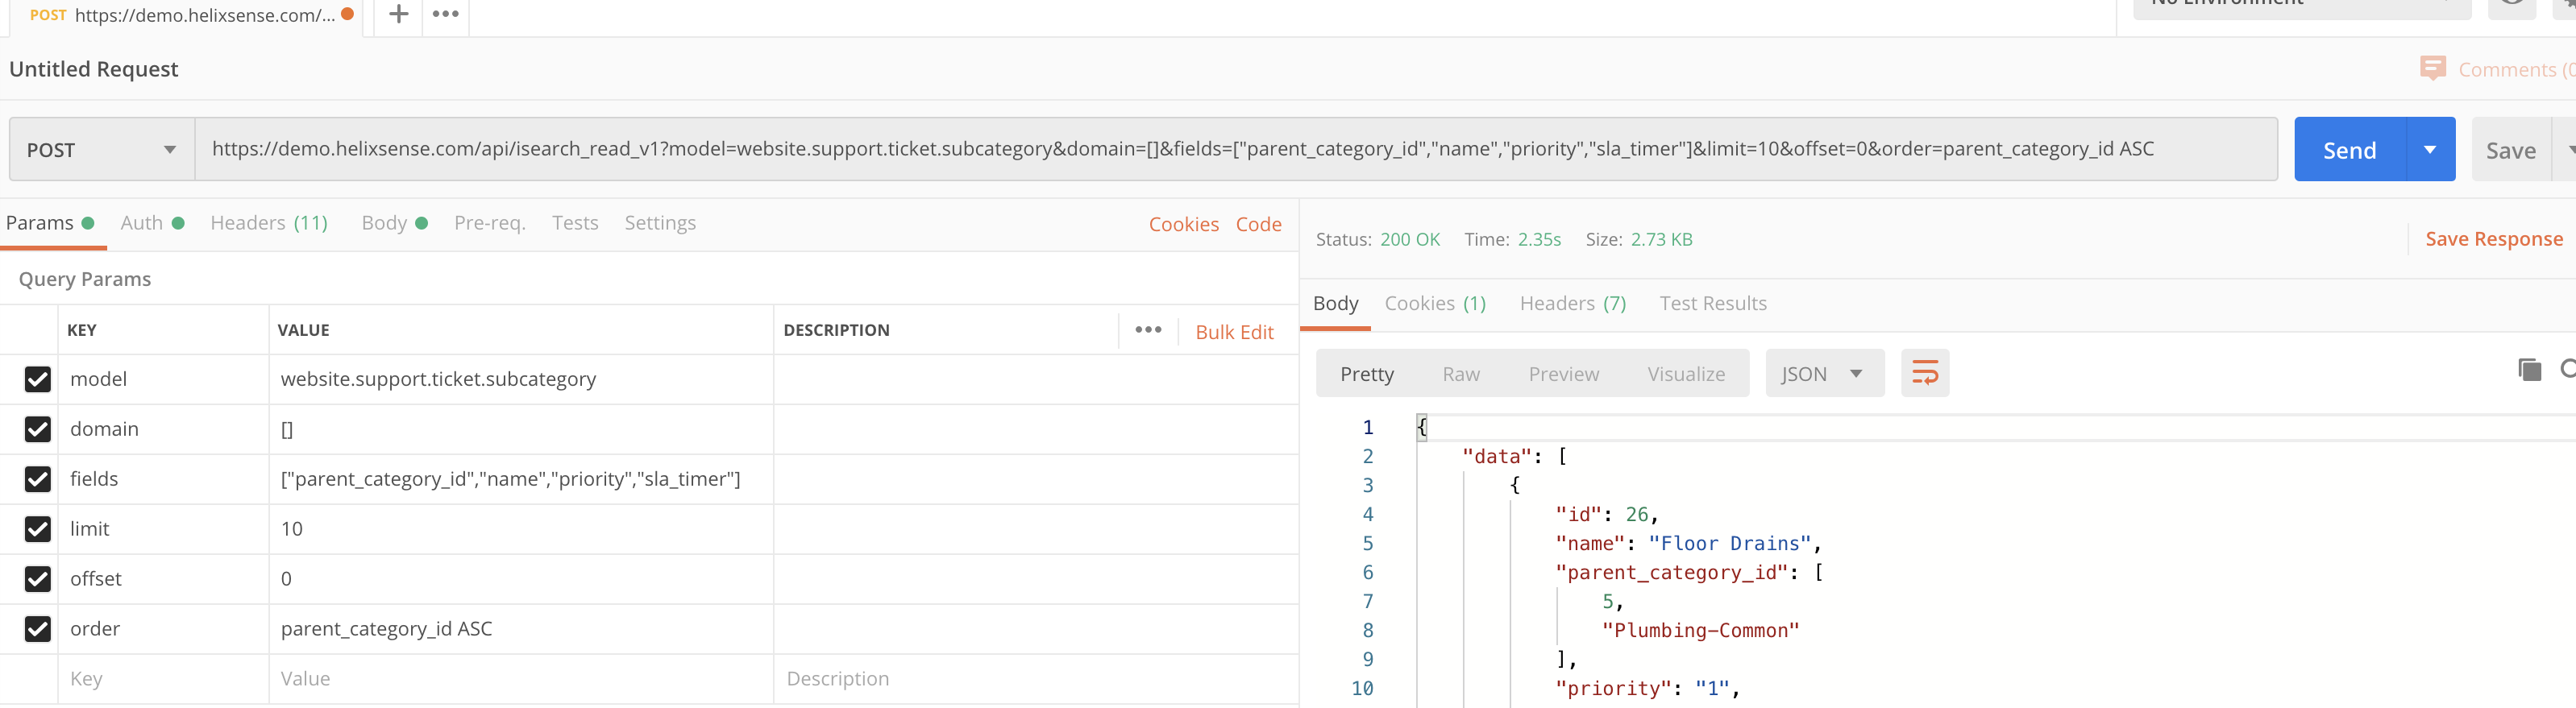 POST https://demo.helixsense.com/...
No Environment
Untitled Request
Comments (0
POST https://demo.helixsense.com/api/isearch_read_v1?model=website.support.ticket.subcategory&domain=[]&fields=["parent_category_id","name","priority","sla_timer"]&limit=10&offset=0&order=parent_category_id ASC Send Save
Params Auth Headers (11) Body Pre-req. Tests Settings Cookies Code
Query Params
KEY VALUE DESCRIPTION ••• Bulk Edit
model website.support.ticket.subcategory
domain []
fields ["parent_category_id","name","priority","sla_timer"]
limit 10
offset 0
order parent_category_id ASC
Key Value Description
Status: 200 OK Time: 2.35s Size: 2.73 KB Save Response
Body Cookies (1) Headers (7) Test Results
Pretty Raw Preview Visualize JSON
1 {
2 "data": [
3 {
4 "id": 26,
5 "name": "Floor Drains",
6 "parent_category_id": [
7 5,
8 "Plumbing-Common"
9 ],
10 "priority": "1",